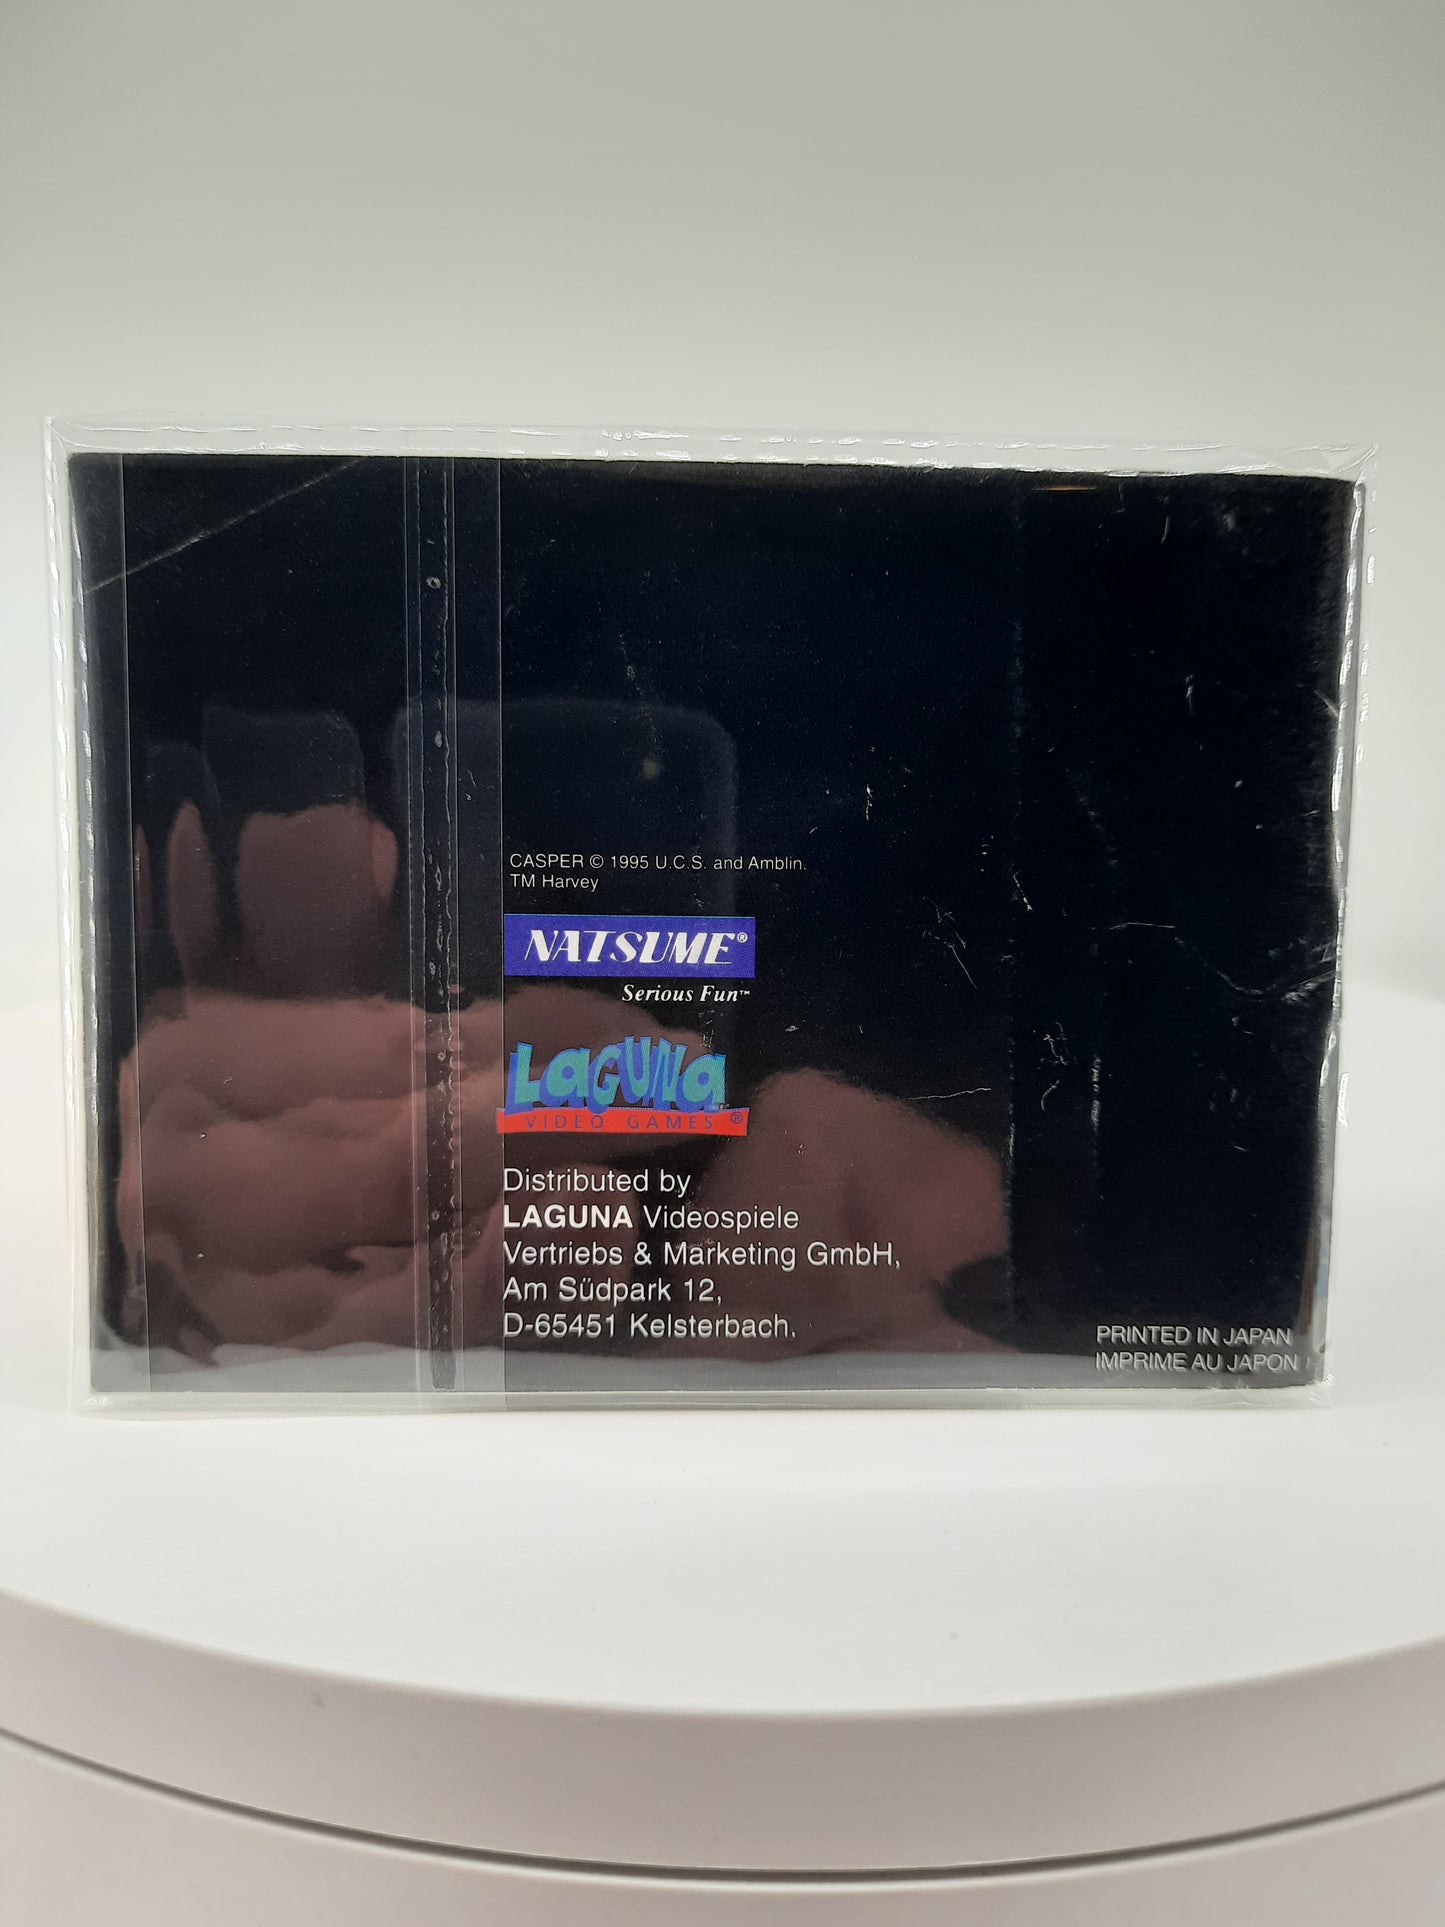 CASPER © 1995 U.C.S. and Amblin.
TM Harvey
NATSUME®
Serious Fun™
LAGUNA
VIDEO GAMES ®
Distributed by
LAGUNA Videospiele
Vertriebs & Marketing GmbH,
Am Südpark 12,
D-65451 Kelsterbach.
PRINTED IN JAPAN
IMPRIME AU JAPON